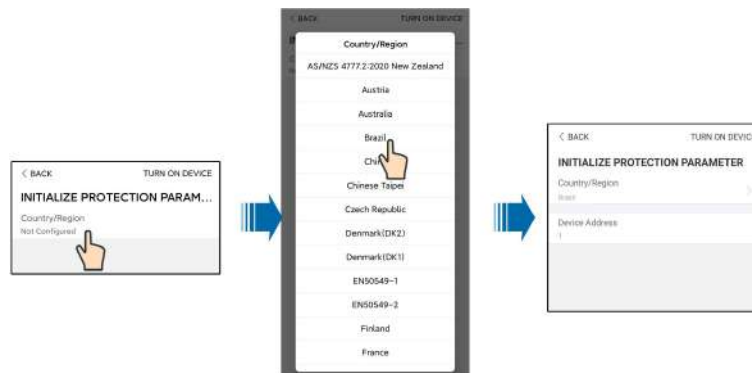 < BACK TURN ON DEVICE
INITIALIZE PROTECTION PARAM...
Country/Region
Not Configured
< BACK TURN ON DEVICE
Country/Region
AS/NZS 4777.2:2020 New Zealand
Austria
Australia
Brazil
Chi
Chinese Taipei
Czech Republic
Denmark(DK2)
Denmark(DK1)
EN50549-1
EN50549-2
Finland
France
< BACK TURN ON DEVIC
INITIALIZE PROTECTION PARAMETER
Country/Region
Brazil
Device Address
1